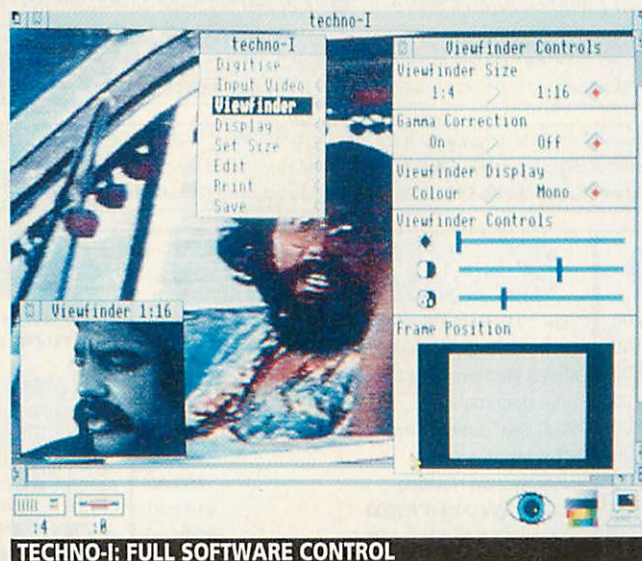 techno-I
techno-I
Digitise
Input Video
Viewfinder
Display
Set Size
Edit
Print
Save
Viewfinder Controls
Viewfinder Size
1:4 1:16
Gamma Correction
On Off
Viewfinder Display
Colour Mono
Viewfinder Controls
Frame Position
Viewfinder 1:16
:4 :0
TECHNO-I: FULL SOFTWARE CONTROL